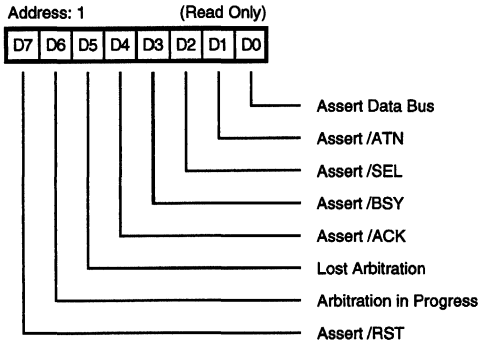 Address: 1 (Read Only)
D7 D6 D5 D4 D3 D2 D1 D0
Assert Data Bus
Assert /ATN
Assert /SEL
Assert /BSY
Assert /ACK
Lost Arbitration
Arbitration in Progress
Assert /RST